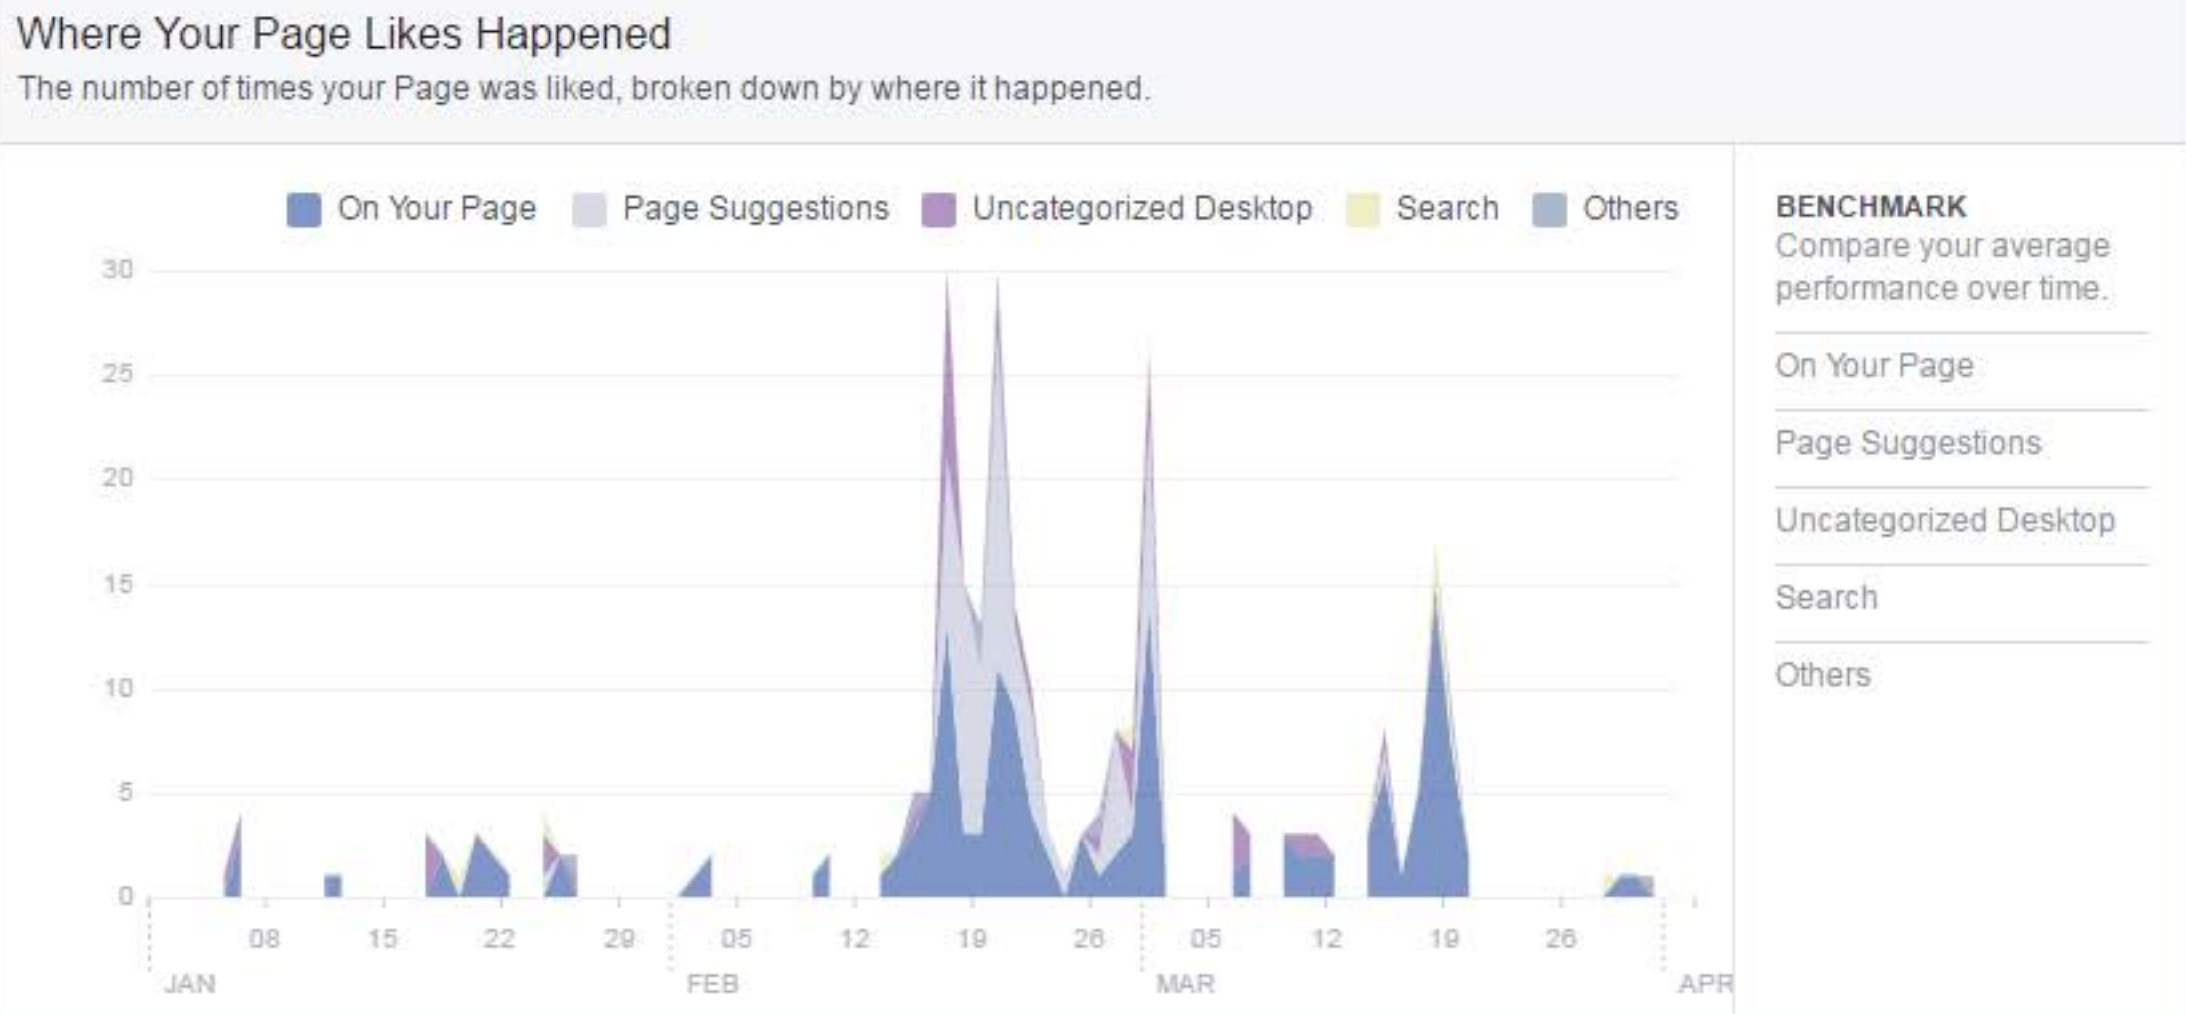 Where Your Page Likes Happened
The number of times your Page was liked, broken down by where it happened.
On Your Page Page Suggestions Uncategorized Desktop Search Others
30
25
20
15
10
5
0
08 15 22 29 05 12 19 26 05 12 19 26
JAN FEB MAR APR
BENCHMARK
Compare your average
performance over time.
On Your Page
Page Suggestions
Uncategorized Desktop
Search
Others